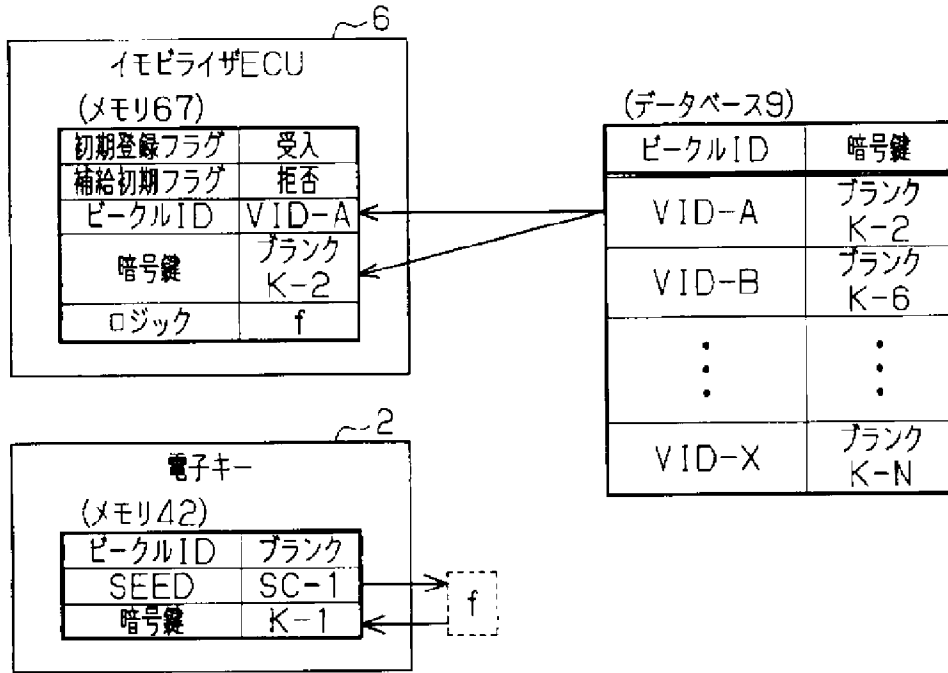 6
イモビライザECU
(メモリ67)
初期登録フラグ 受入
補給初期フラグ 拒否
ビークルID VID-A
暗号鍵 ブランク
K-2
ロジック f
(データベース9)
ビークルID 暗号鍵
VID-A ブランク
K-2
VID-B ブランク
K-6
VID-X ブランク
K-N
2
電子キー
(メモリ42)
ビークルID ブランク
SEED SC-1
暗号鍵 K-1
f